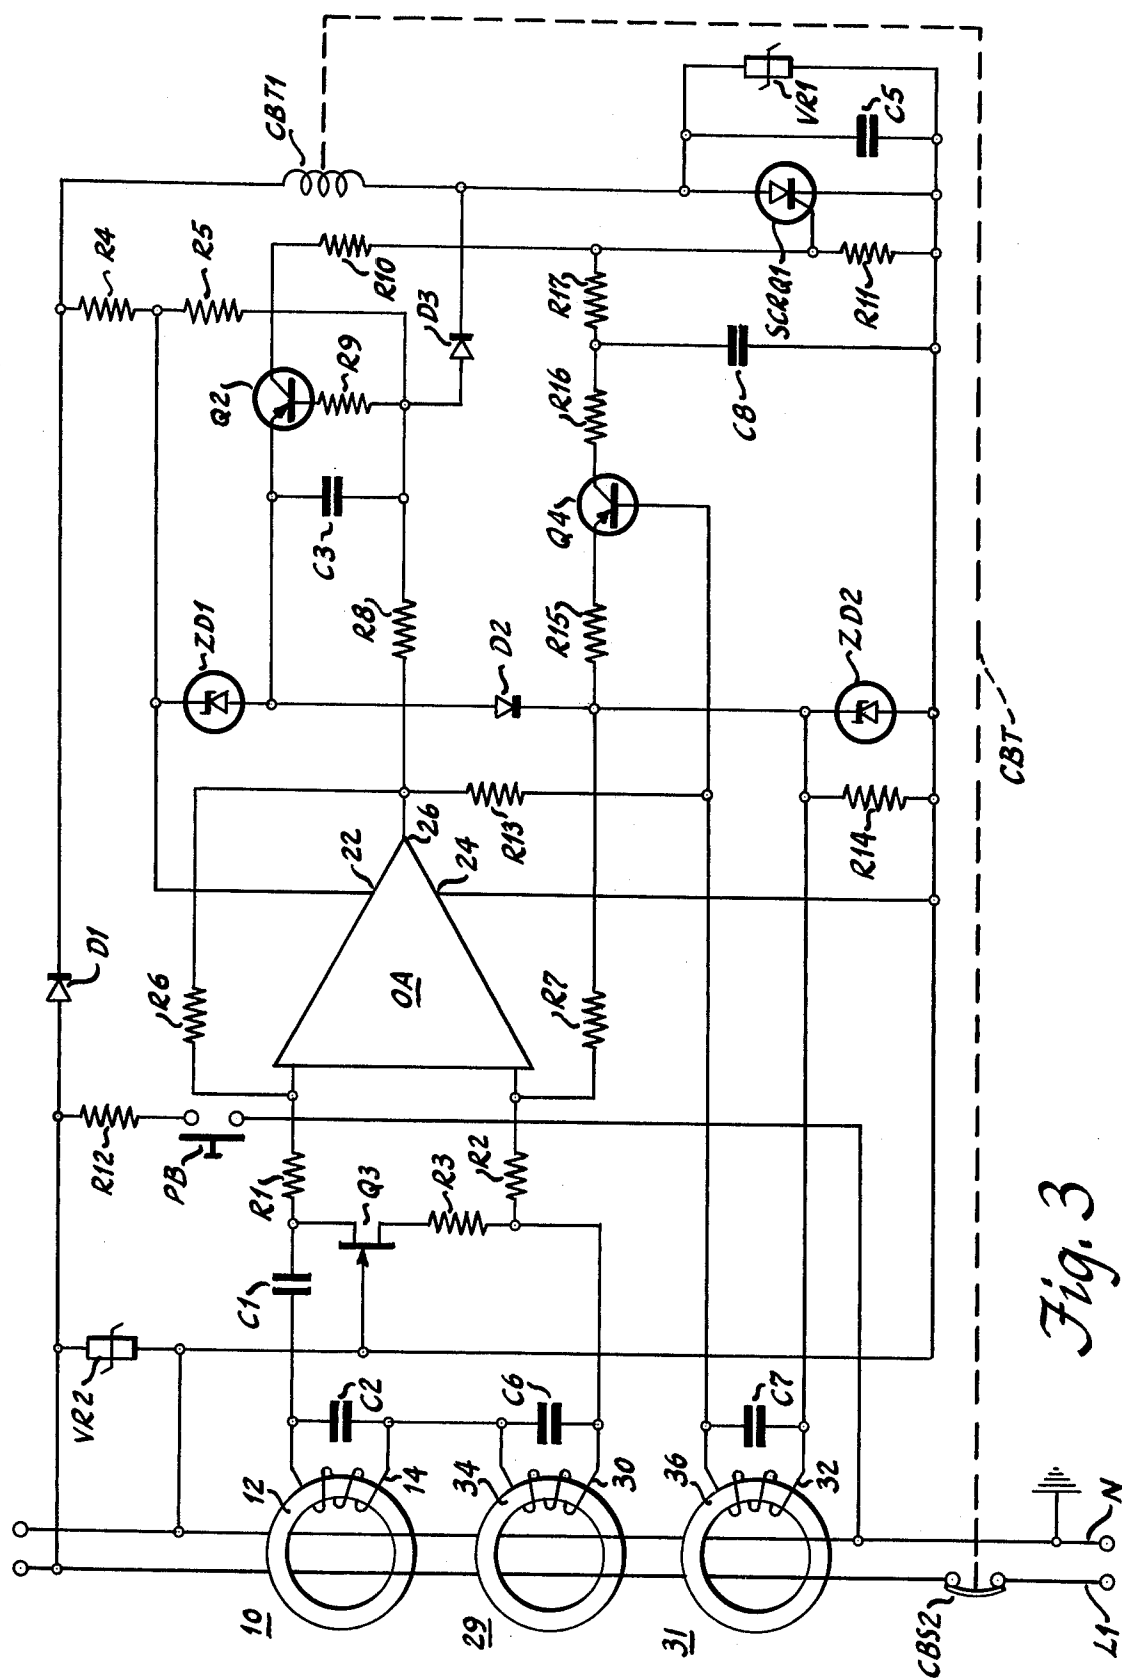 CBT1
VR1
C5
R4
R5
R10
R17
SCRQ1
R11
D3
R9
Q2
R16
C8
Q4
C3
R8
ZD1
D2
R15
ZD2
CBT
22
26
R13
24
R14
D1
R6
OA
R7
R12
PB
R1
Q3
R3
R2
C1
VR2
C2
C6
C7
12
14
34
30
36
32
10
29
31
N
L1
CBS2
Fig. 3